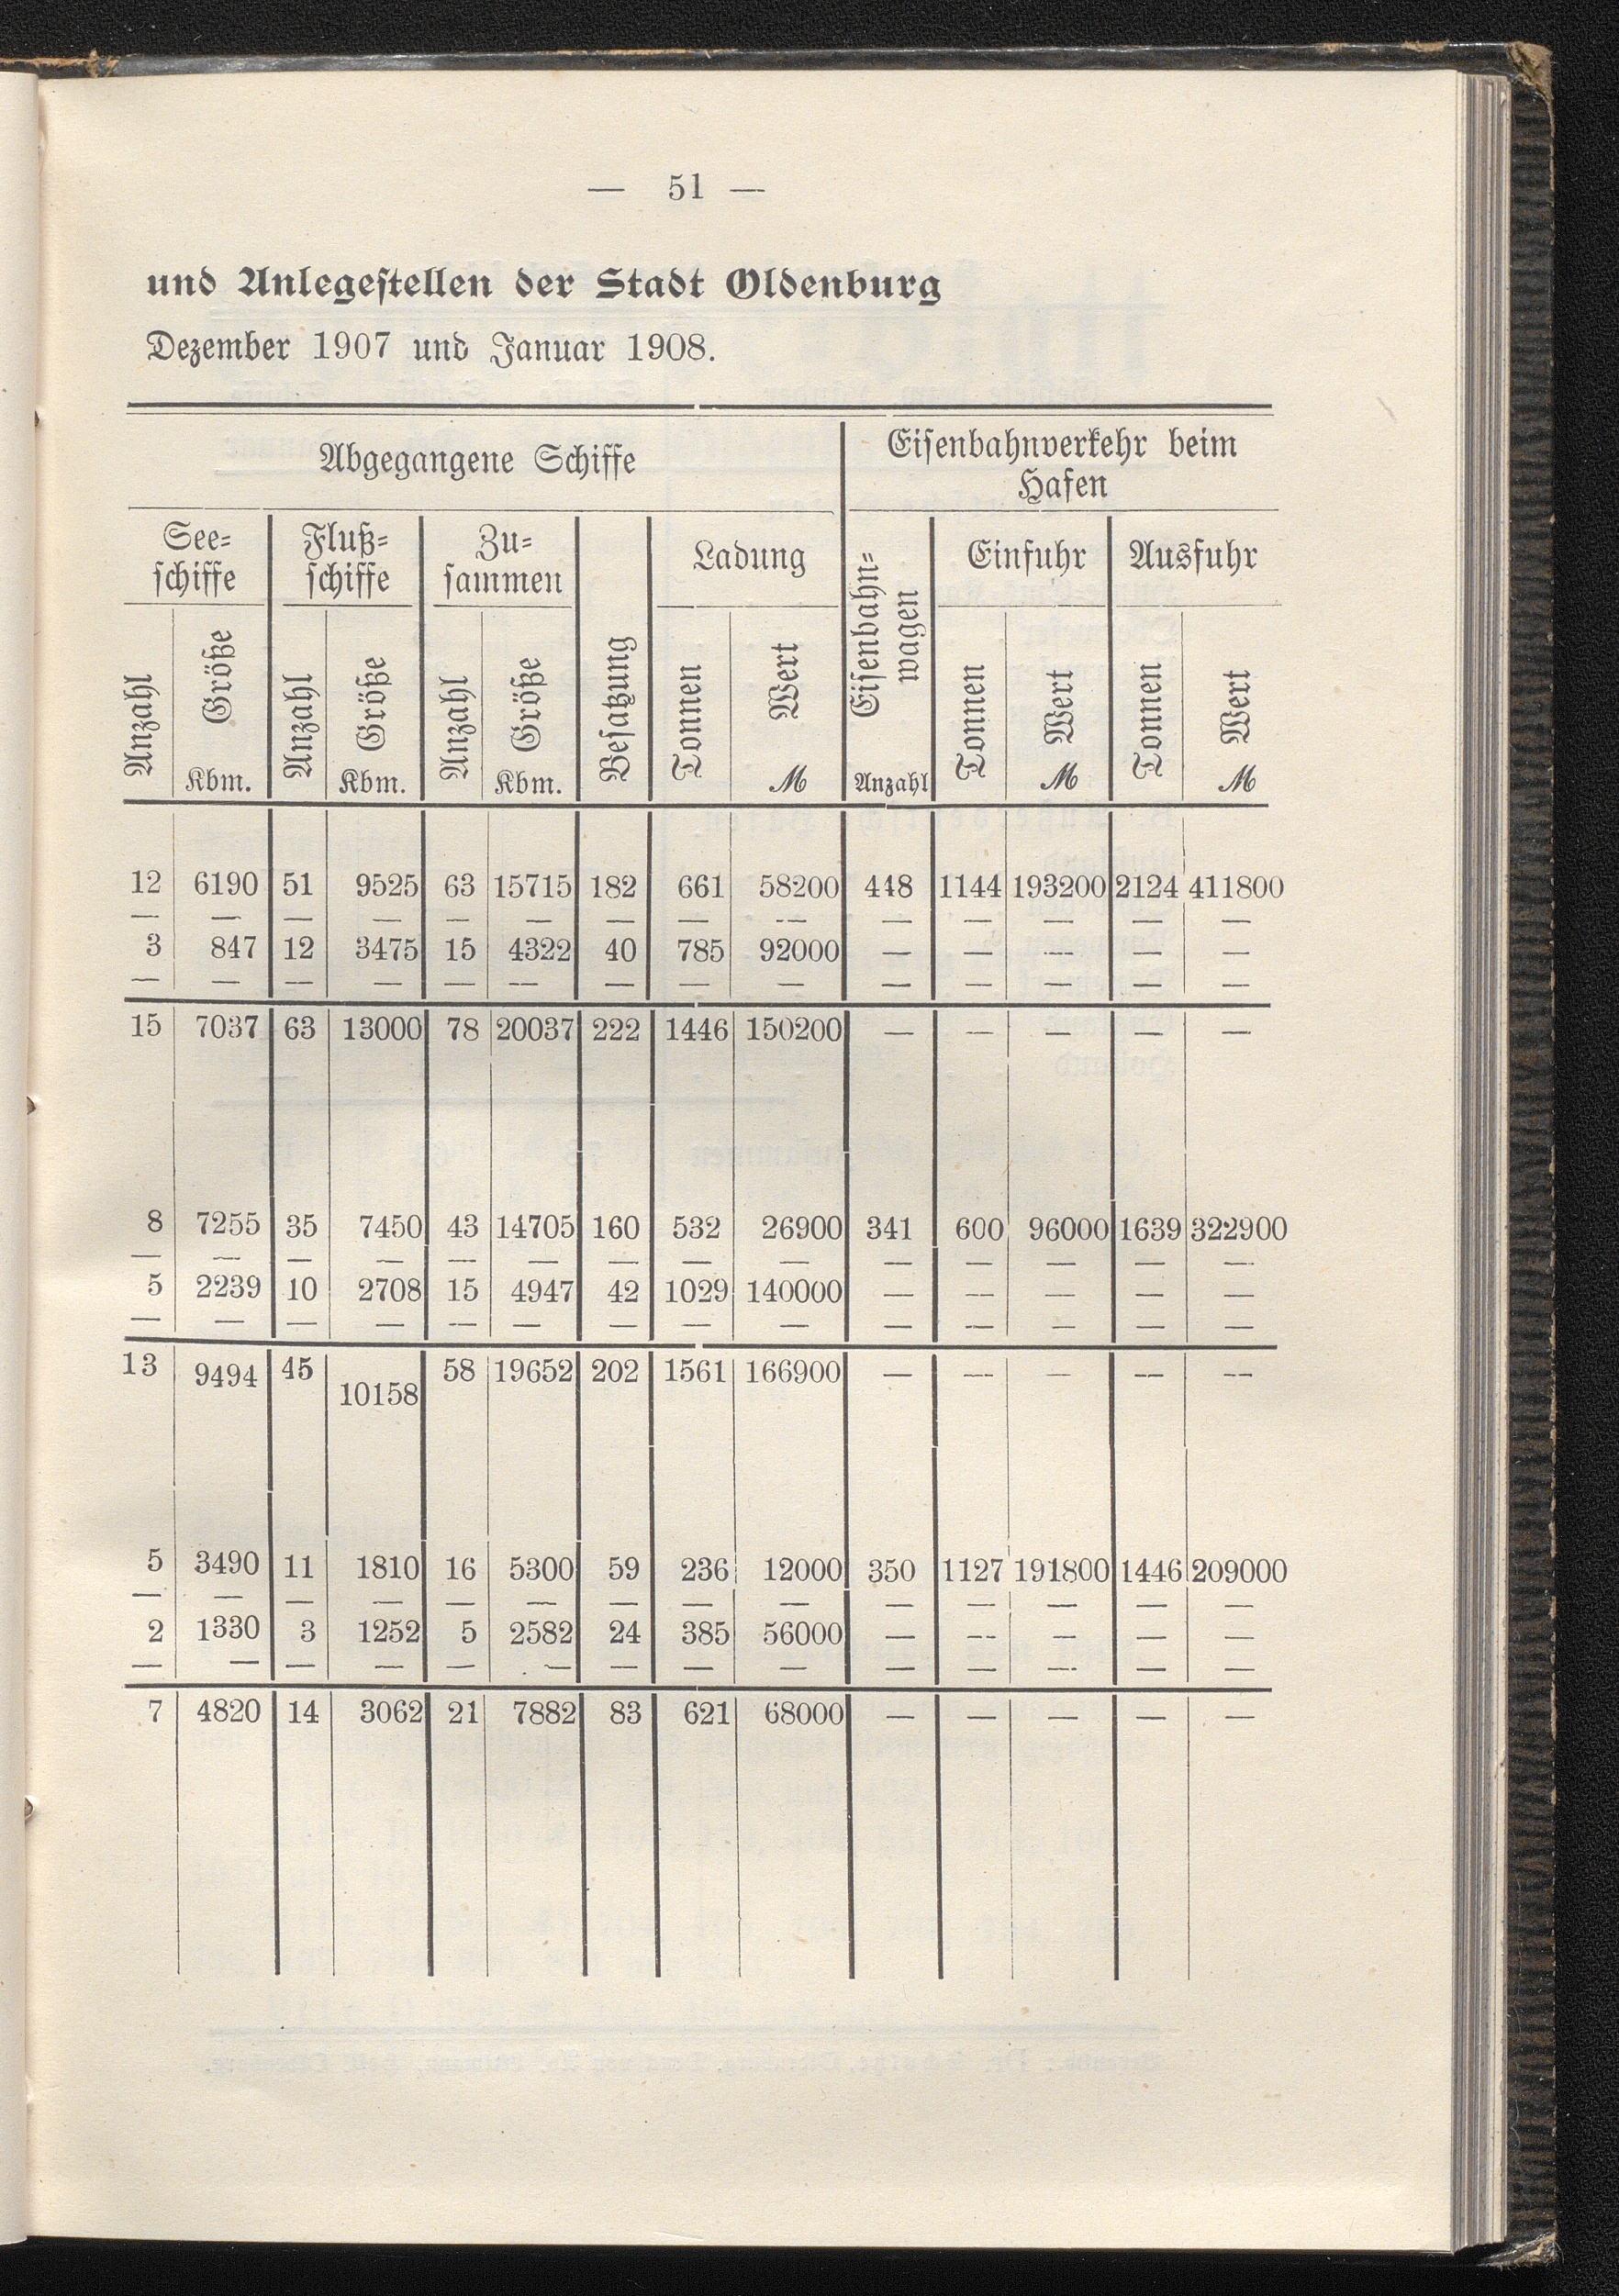 — 51 —
und Anlegestellen der Stadt Oldenburg
Dezember 1907 und Januar 1908.
Abgegangene Schiffe
Eisenbahnverkehr beim
Hafen
See-
schiffe
Fluß-
schiffe
Zu-
sammen
Besatzung
Ladung
Eisenbahn-
wagen
Einfuhr
Ausfuhr
Anzahl Größe Anzahl Größe Anzahl Größe Tonnen Wert Tonnen Wert Tonnen Wert
Kbm. Kbm. Kbm. ℳ Anzahl ℳ ℳ
12 6190 51 9525 63 15715 182 661 58200 448 1144 193200 2124 411800
— — — — — — — — — — — — — —
3 847 12 3475 15 4322 40 785 92000 — — — — —
— — — — — — — — — — — — — —
15 7037 63 13000 78 20037 222 1446 150200 — — — — —
8 7255 35 7450 43 14705 160 532 26900 341 600 96000 1639 322900
— — — — — — — — — — — — — —
5 2239 10 2708 15 4947 42 1029 140000 — — — — —
— — — — — — — — — — — — — —
13 9494 45 10158 58 19652 202 1561 166900 — — — — —
5 3490 11 1810 16 5300 59 236 12000 350 1127 191800 1446 209000
— — — — — — — — — — — — — —
2 1330 3 1252 5 2582 24 385 56000 — — — — —
— — — — — — — — — — — — — —
7 4820 14 3062 21 7882 83 621 68000 — — — — —